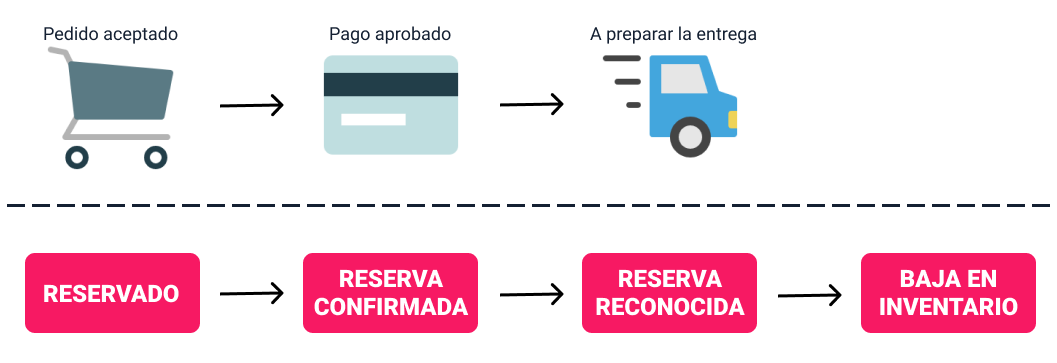 Pedido aceptado
Pago aprobado
A preparar la entrega
RESERVADO
RESERVA
CONFIRMADA
RESERVA
RECONOCIDA
BAJA EN
INVENTARIO